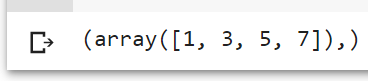 (array([1, 3, 5, 7]),)